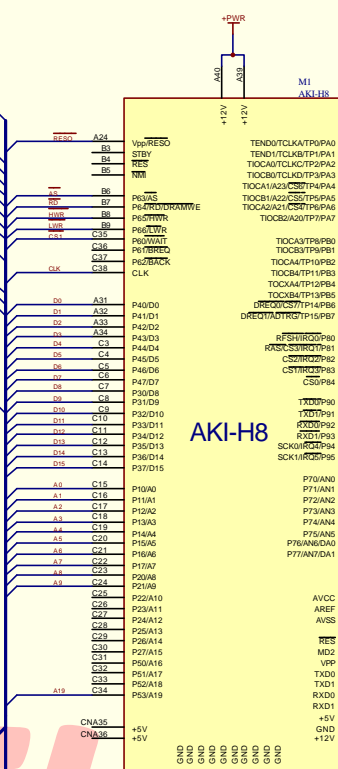 +PWR
A40
A39
+12V
+12V
M1
AKI-H8
RESO A24 Vpp/RESO
B3 STBY
B4 RES
B5 NMI
AS B6 P63/AS
RD B7 P64/RD/DRAMWE
HWR B8 P65/HWR
LWR B9 P66/LWR
CS1 C35 P60/WAIT
C36 P61/BREQ
C37 P62/BACK
CLK C38 CLK
D0 A31 P40/D0
D1 A32 P41/D1
D2 A33 P42/D2
D3 A34 P43/D3
D4 C3 P44/D4
D5 C4 P45/D5
D6 C5 P46/D6
D7 C6 P47/D7
D8 C7 P30/D8
D9 C8 P31/D9
D10 C9 P32/D10
D11 C10 P33/D11
D12 C11 P34/D12
D13 C12 P35/D13
D14 C13 P36/D14
D15 C14 P37/D15
A0 C15 P10/A0
A1 C16 P11/A1
A2 C17 P12/A2
A3 C18 P13/A3
A4 C19 P14/A4
A5 C20 P15/A5
A6 C21 P16/A6
A7 C22 P17/A7
A8 C23 P20/A8
A9 C24 P21/A9
C25 P22/A10
C26 P23/A11
C27 P24/A12
C28 P25/A13
C29 P26/A14
C30 P27/A15
C31 P50/A16
C32 P51/A17
C33 P52/A18
A19 C34 P53/A19
CNA35 +5V
CNA36 +5V
AKI-H8
TEND0/TCLKA/TP0/PA0
TEND1/TCLKB/TP1/PA1
TIOCA0/TCLKC/TP2/PA2
TIOCB0/TCLKD/TP3/PA3
TIOCA1/A23/CS6/TP4/PA4
TIOCB1/A22/CS5/TP5/PA5
TIOCA2/A21/CS4/TP6/PA6
TIOCB2/A20/TP7/PA7
TIOCA3/TP8/PB0
TIOCB3/TP9/PB1
TIOCA4/TP10/PB2
TIOCB4/TP11/PB3
TOCXA4/TP12/PB4
TOCXB4/TP13/PB5
DREQ0/CS7/TP14/PB6
DREQ1/ADTRG/TP15/PB7
RFSH/IRQ0/P80
RAS/CS3/IRQ1/P81
CS2/IRQ2/P82
CS1/IRQ3/P83
CS0/P84
TXD0/P90
TXD1/P91
RXD0/P92
RXD1/P93
SCK0/IRQ4/P94
SCK1/IRQ5/P95
P70/AN0
P71/AN1
P72/AN2
P73/AN3
P74/AN4
P75/AN5
P76/AN6/DA0
P77/AN7/DA1
AVCC
AREF
AVSS
RES
MD2
VPP
TXD0
TXD1
RXD0
RXD1
+5V
GND
+12V
GND
GND
GND
GND
GND
GND
GND
GND
GND